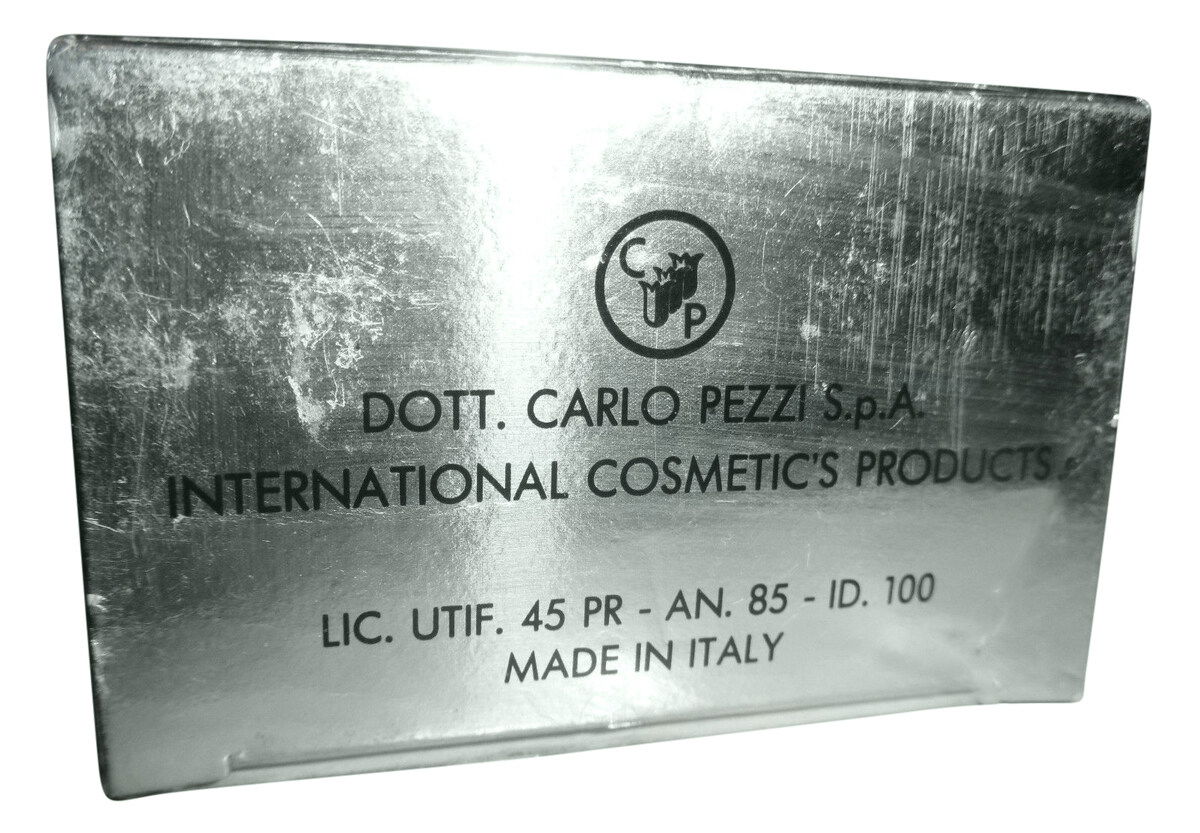 C
P
DOTT. CARLO PEZZI S.p.A.
INTERNATIONAL COSMETIC'S PRODUCTS
LIC. UTIF. 45 PR - AN. 85 - ID. 100
MADE IN ITALY